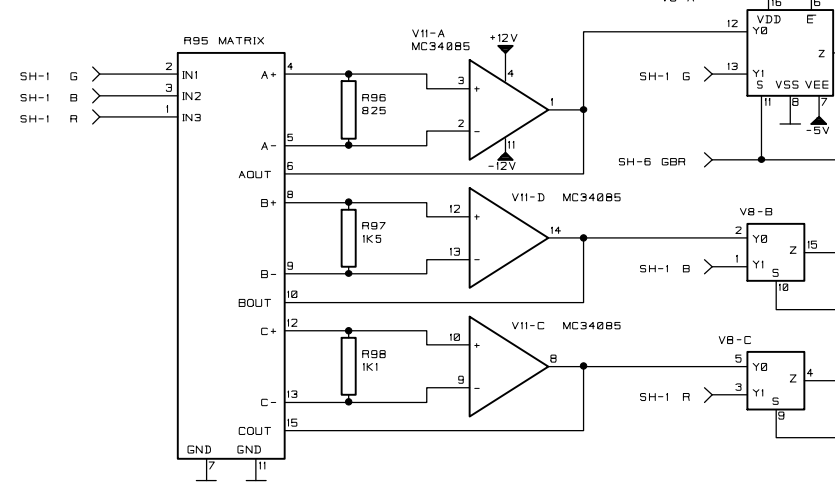 16 6
R95 MATRIX
SH-1 G 2 IN1
SH-1 B 3 IN2
SH-1 R 1 IN3
A+ 4
A- 5
AOUT 6
B+ 8
B- 9
BOUT 10
C+ 12
C- 13
COUT 15
GND GND
7 11
R96
825
R97
1K5
R98
1K1
V11-A
MC34085
+12V
4
3 +
2 -
1
11
-12V
V11-D MC34085
12 +
13 -
14
V11-C MC34085
10 +
9 -
8
VDD E
12 Y0
Z
SH-1 G 13 Y1
S VSS VEE
11 8 7
-5V
SH-6 GBR
V8-B
2 Y0
Z 15
SH-1 B 1 Y1
S
10
V8-C
5 Y0
Z 4
SH-1 R 3 Y1
S
9